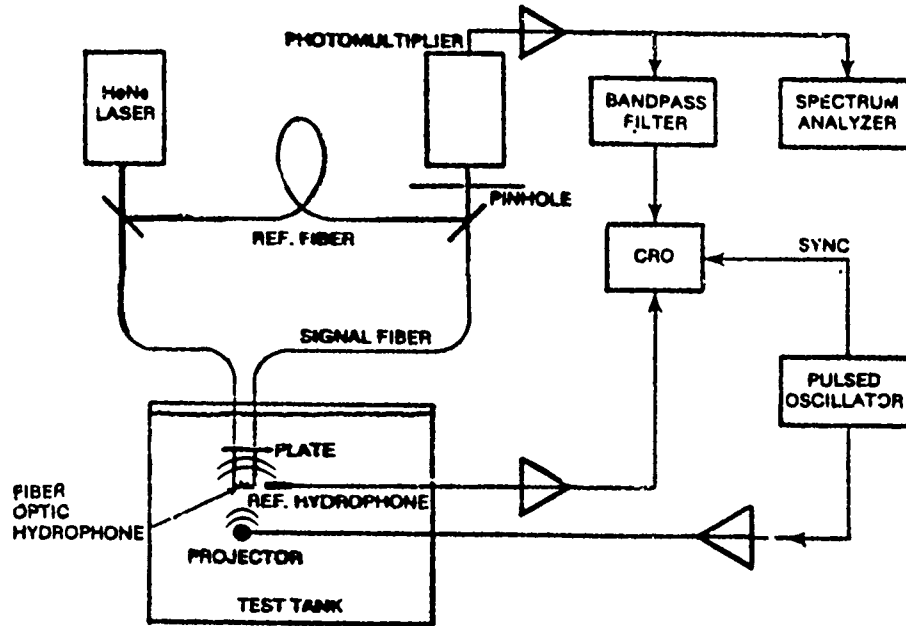 PHOTOMULTIPLIER
HeNe
LASER
BANDPASS
FILTER
SPECTRUM
ANALYZER
PINHOLE
REF. FIBER
CRO
SYNC
SIGNAL FIBER
PULSED
OSCILLATOR
PLATE
FIBER
OPTIC
HYDROPHONE
REF. HYDROPHONE
PROJECTOR
TEST TANK